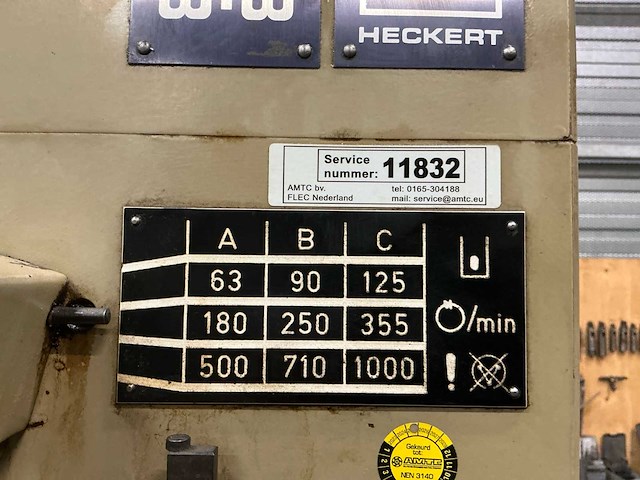 HECKERT
Service nummer: 11832
AMTC bv. tel: 0165-304188
FLEC Nederland mail: service@amtc.eu
A B C
63 90 125
180 250 355 /min
500 710 1000 !
Gekeurd
tot:
AMTC
NEN 3140